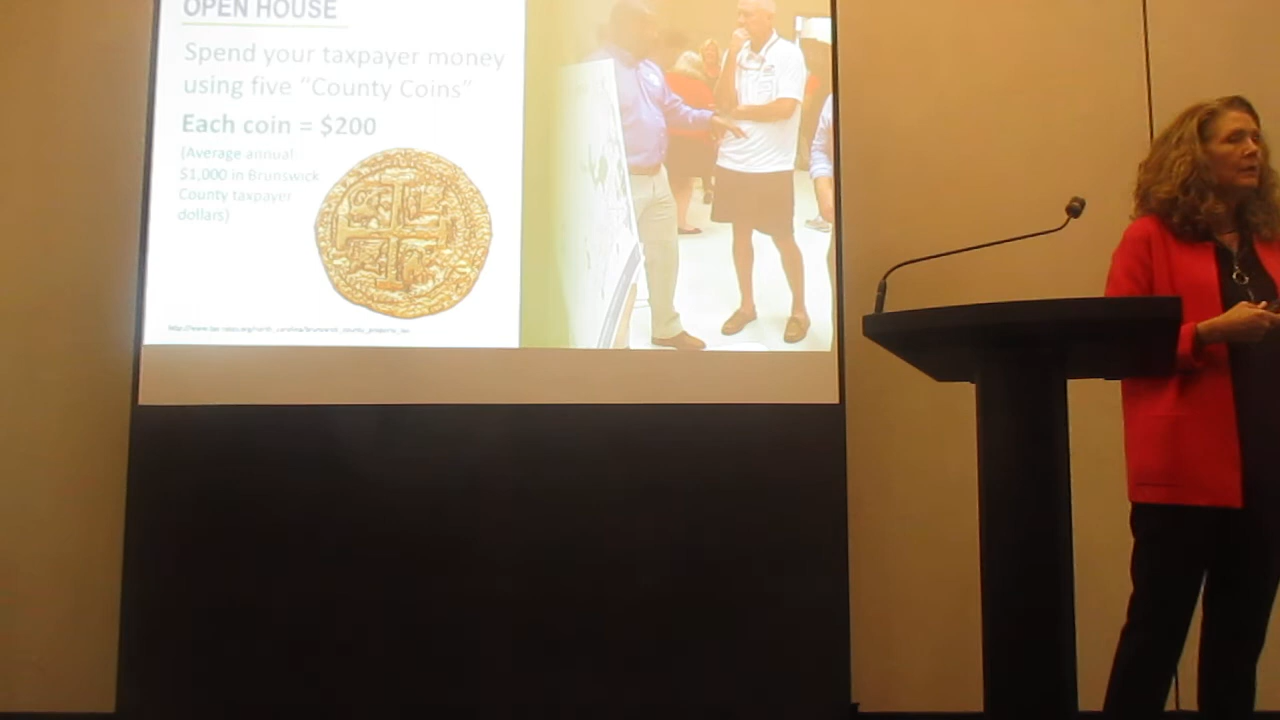 OPEN HOUSE
Spend your taxpayer money
using five "County Coins"
Each coin = $200
(Average annual:
$1,000 in Brunswick
County taxpayer
dollars)